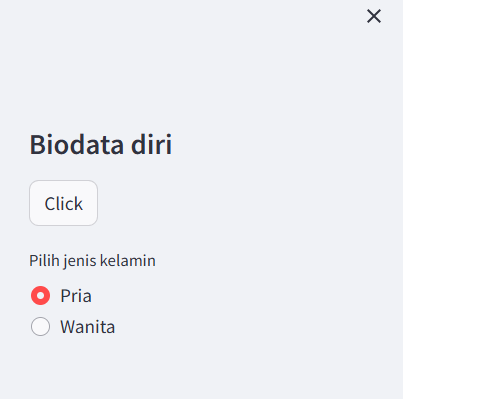 Biodata diri
Click
Pilih jenis kelamin
Pria
Wanita